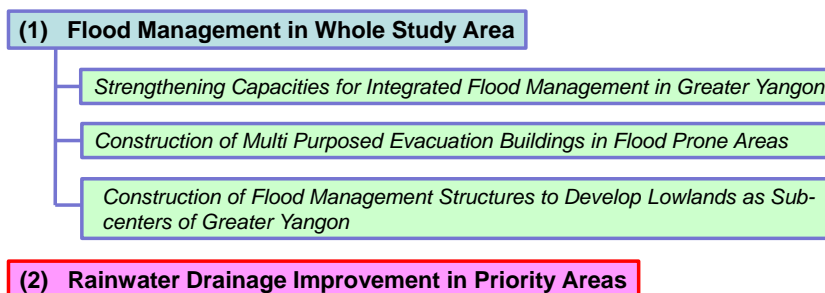 (1) Flood Management in Whole Study Area
Strengthening Capacities for Integrated Flood Management in Greater Yangon
Construction of Multi Purposed Evacuation Buildings in Flood Prone Areas
Construction of Flood Management Structures to Develop Lowlands as Sub-
centers of Greater Yangon
(2) Rainwater Drainage Improvement in Priority Areas